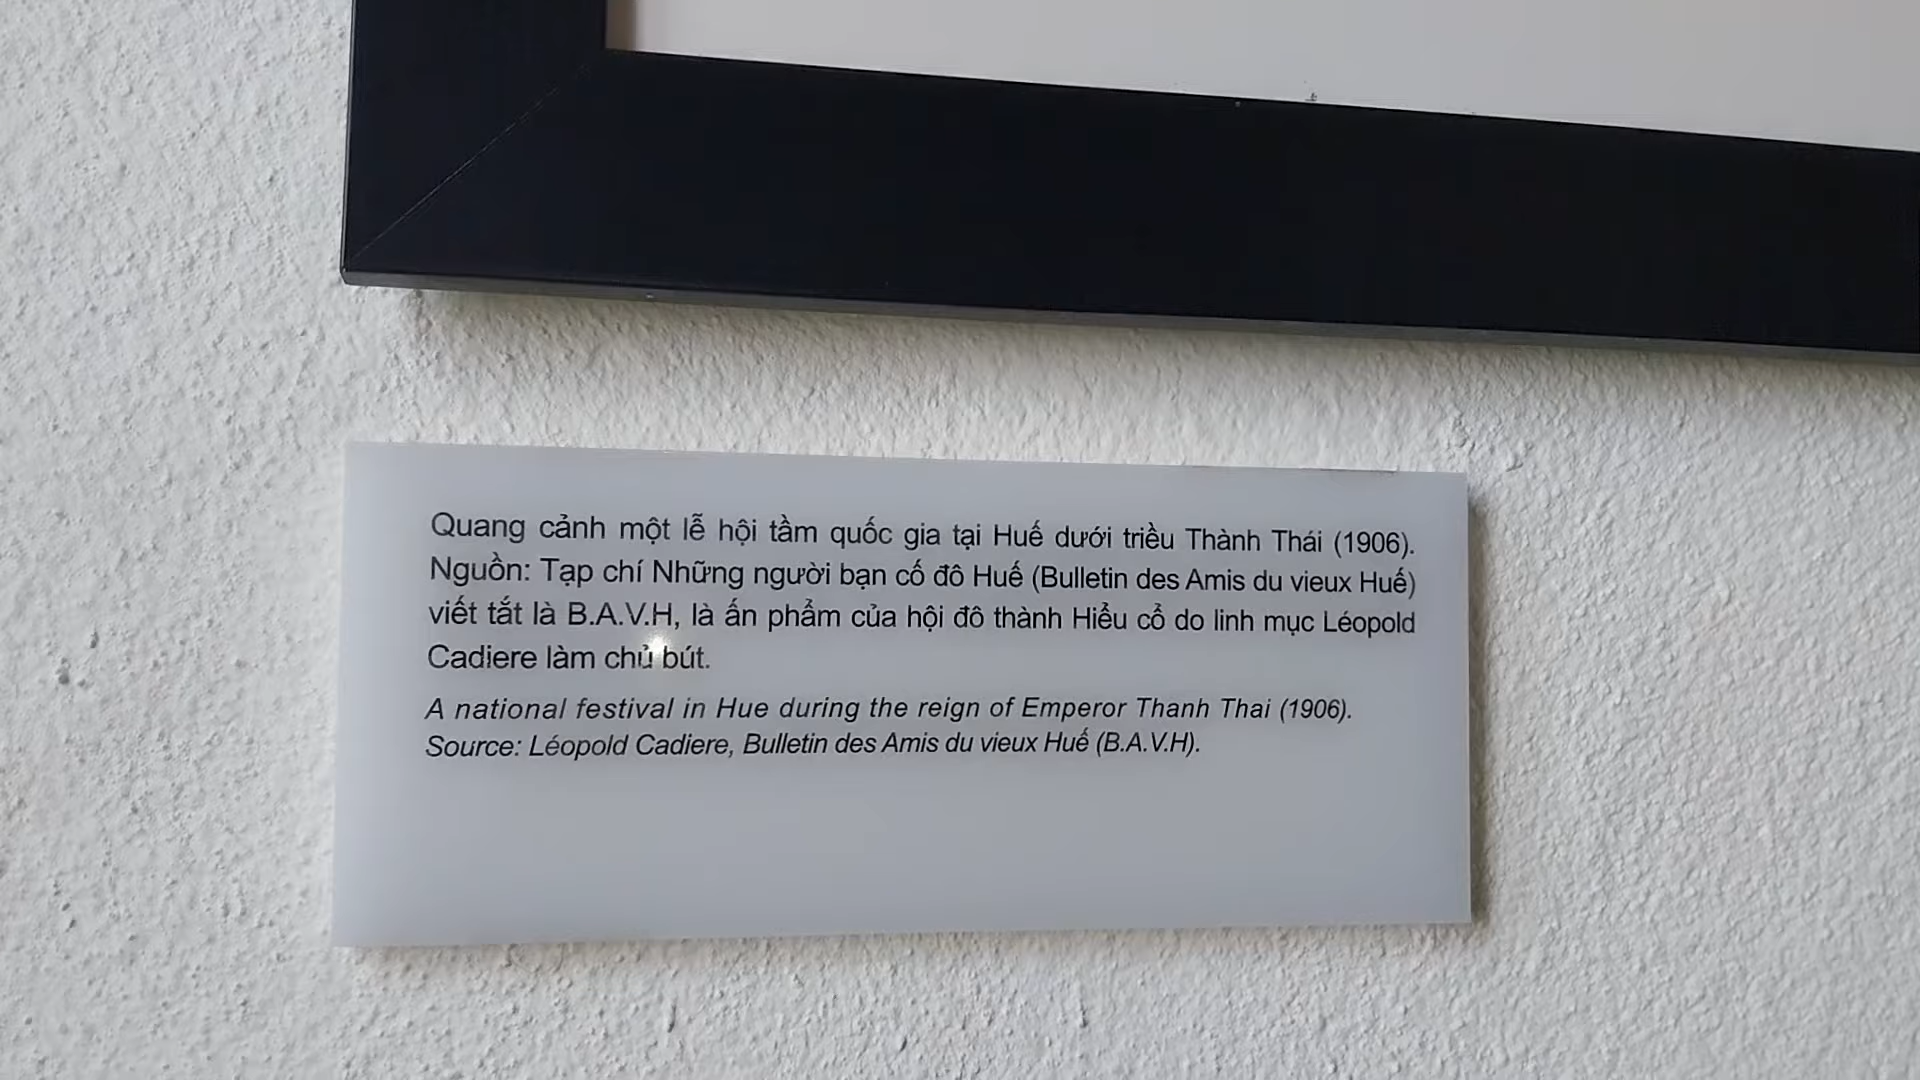 Quang cảnh một lễ hội tầm quốc gia tại Huế dưới triều Thành Thái (1906).
Nguồn: Tạp chí Những người bạn cố đô Huế (Bulletin des Amis du vieux Huế)
viết tắt là B.A.V.H, là ấn phẩm của hội đô thành Hiểu cổ do linh mục Léopold
Cadiere làm chủ bút.
A national festival in Hue during the reign of Emperor Thanh Thai (1906).
Source: Léopold Cadiere, Bulletin des Amis du vieux Huế (B.A.V.H).